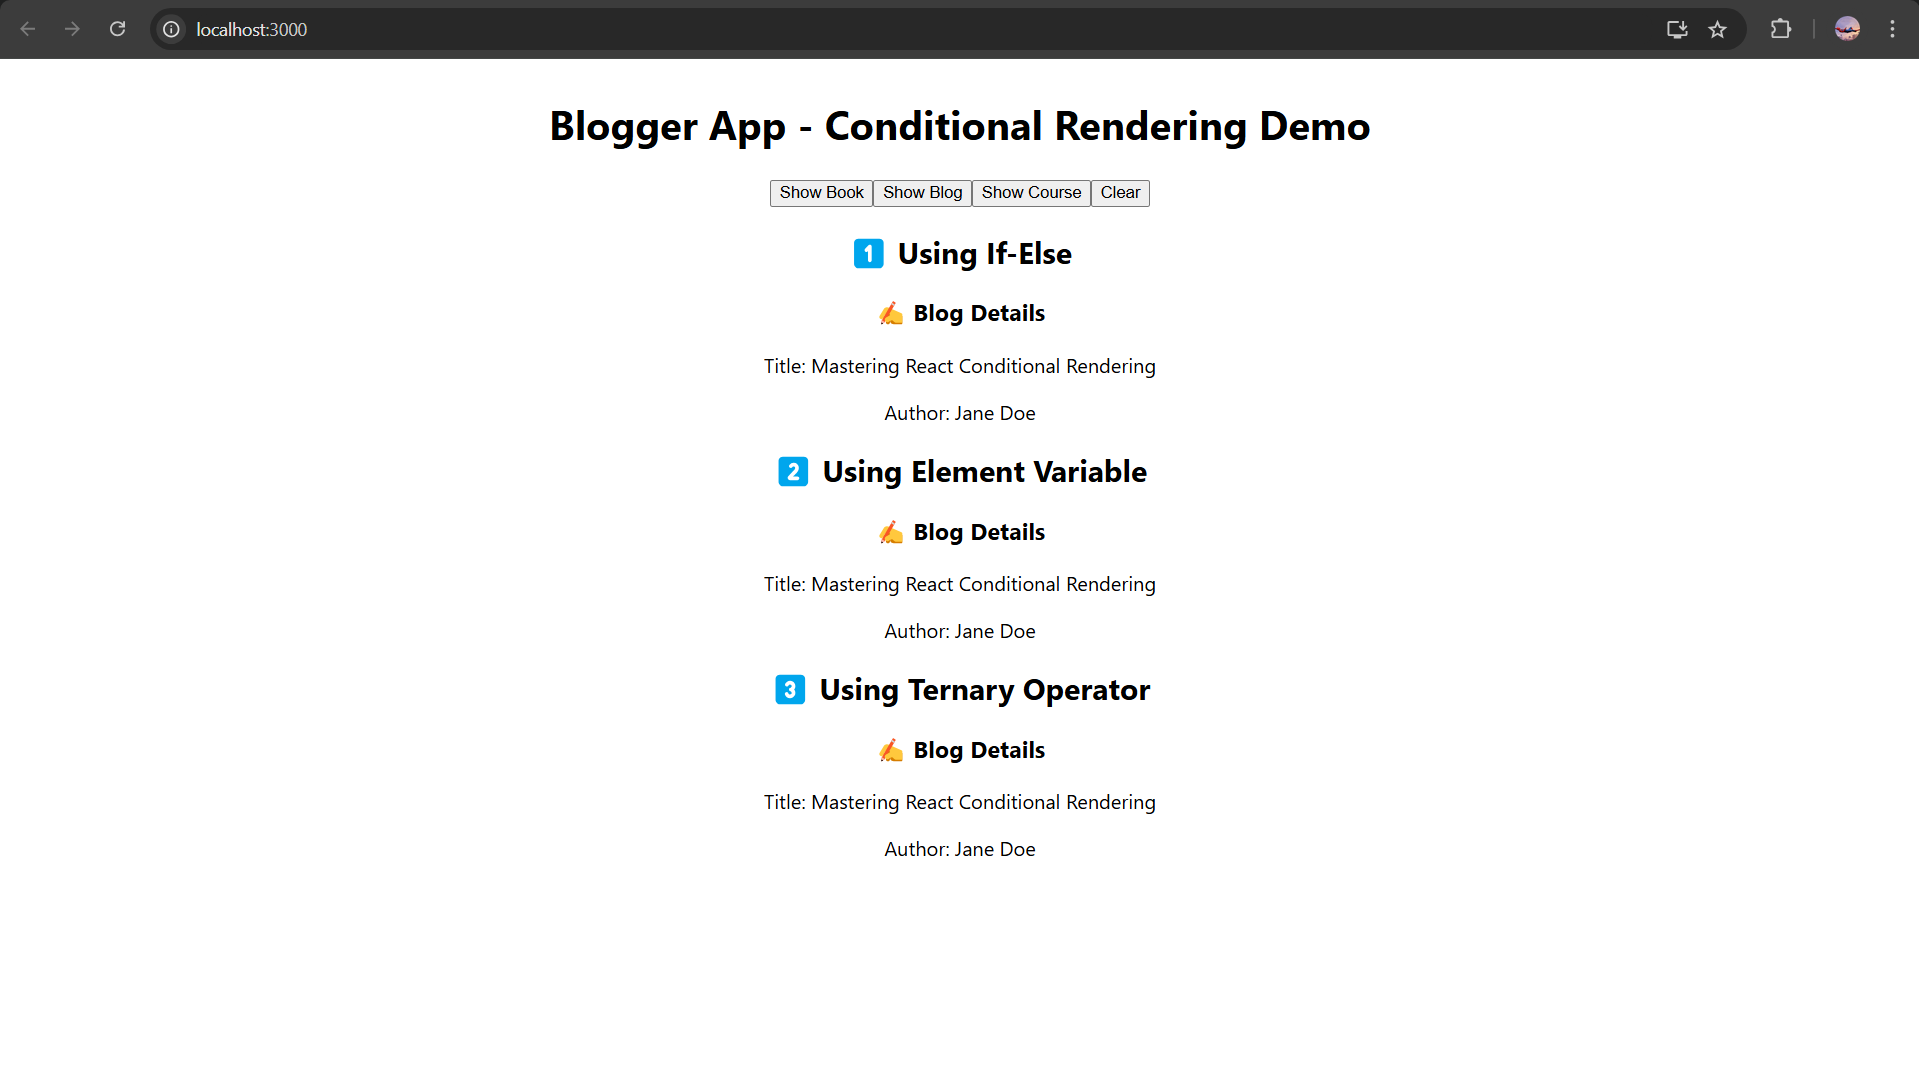 localhost:3000
Blogger App - Conditional Rendering Demo
Show Book Show Blog Show Course Clear
1 Using If-Else
✍ Blog Details
Title: Mastering React Conditional Rendering
Author: Jane Doe
2 Using Element Variable
✍ Blog Details
Title: Mastering React Conditional Rendering
Author: Jane Doe
3 Using Ternary Operator
✍ Blog Details
Title: Mastering React Conditional Rendering
Author: Jane Doe